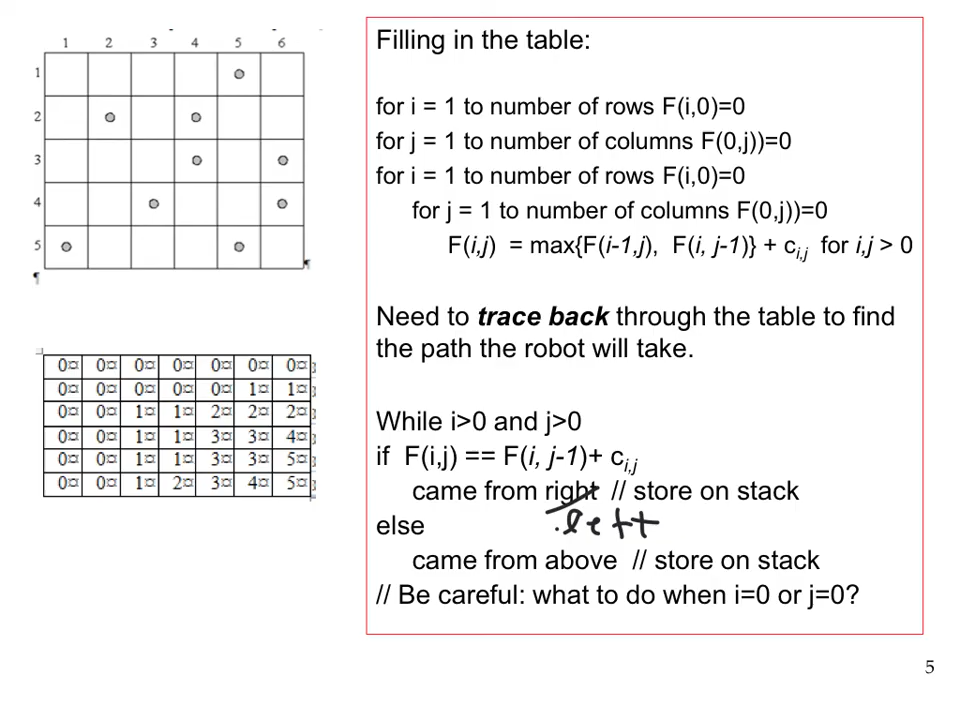 1 2 3 4 5 6
1
2
3
4
5
¶ ¶
0¤ 0¤ 0¤ 0¤ 0¤ 0¤ 0¤
0¤ 0¤ 0¤ 0¤ 0¤ 1¤ 1¤
0¤ 0¤ 1¤ 1¤ 2¤ 2¤ 2¤
0¤ 0¤ 1¤ 1¤ 3¤ 3¤ 4¤
0¤ 0¤ 1¤ 1¤ 3¤ 3¤ 5¤
0¤ 0¤ 1¤ 2¤ 3¤ 4¤ 5¤
Filling in the table:
for i = 1 to number of rows F(i,0)=0
for j = 1 to number of columns F(0,j))=0
for i = 1 to number of rows F(i,0)=0
for j = 1 to number of columns F(0,j))=0
F(i,j) = max{F(i-1,j), F(i, j-1)} + ci,j for i,j > 0
Need to trace back through the table to find
the path the robot will take.
While i>0 and j>0
if F(i,j) == F(i, j-1)+ ci,j
came from right // store on stack
left
else
came from above // store on stack
// Be careful: what to do when i=0 or j=0?
5